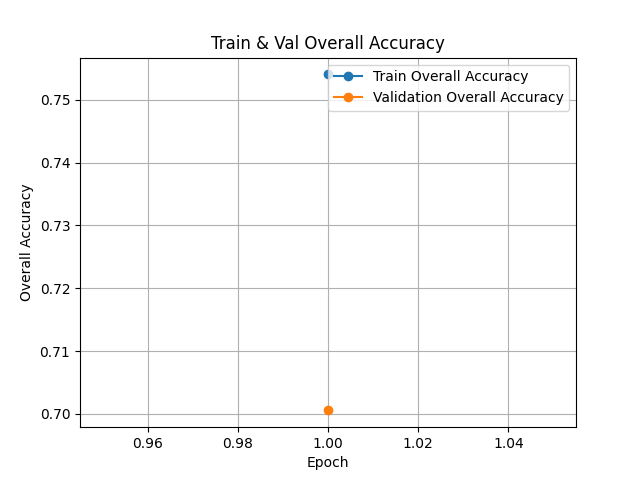 Train & Val Overall Accuracy
Train Overall Accuracy
Validation Overall Accuracy
0.75
0.74
0.73
0.72
0.71
0.70
Overall Accuracy
0.96
0.98
1.00
1.02
1.04
Epoch